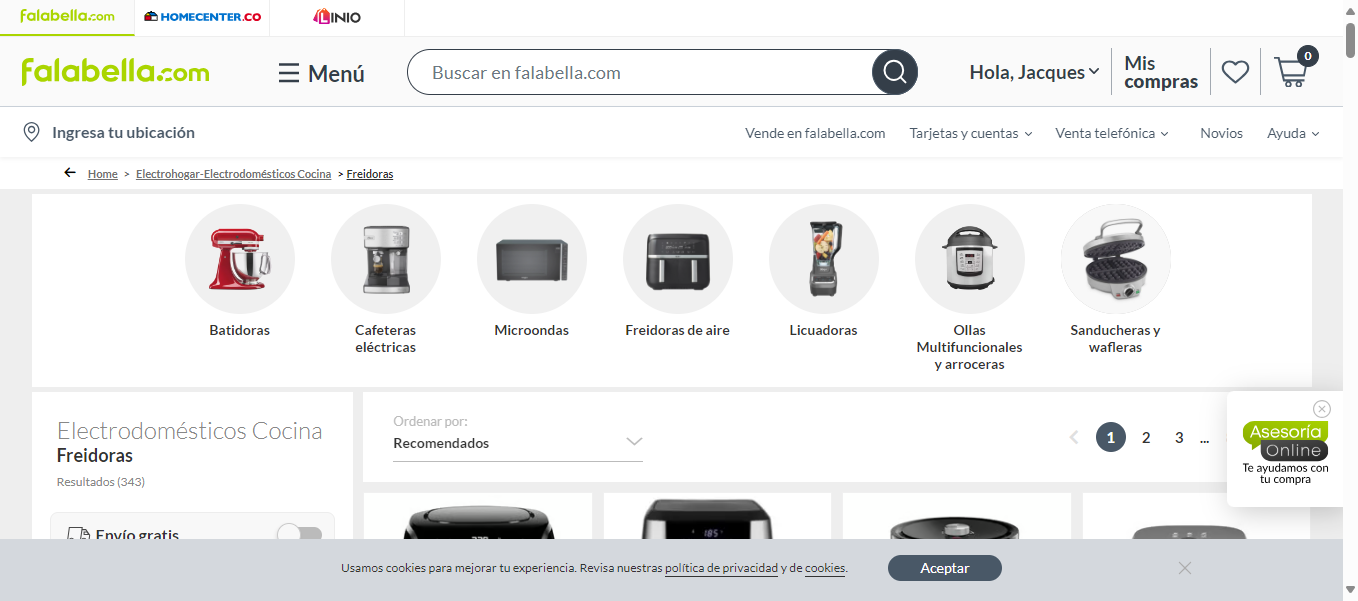 falabella.com
HOMECENTER.CO
LINIO
falabella.com
Menú
Buscar en falabella.com
Hola, Jacques
Mis
compras
0
Ingresa tu ubicación
Vende en falabella.com
Tarjetas y cuentas
Venta telefónica
Novios
Ayuda
Home > Electrohogar-Electrodomésticos Cocina > Freidoras
Batidoras
Cafeteras
eléctricas
Microondas
Freidoras de aire
Licuadoras
Ollas
Multifuncionales
y arroceras
Sanducheras y
wafleras
Electrodomésticos Cocina
Freidoras
Resultados (343)
Envío gratis
Ordenar por:
Recomendados
1 2 3 ...
185
Asesoría
Online
Te ayudamos con
tu compra
Usamos cookies para mejorar tu experiencia. Revisa nuestras política de privacidad y de cookies.
Aceptar